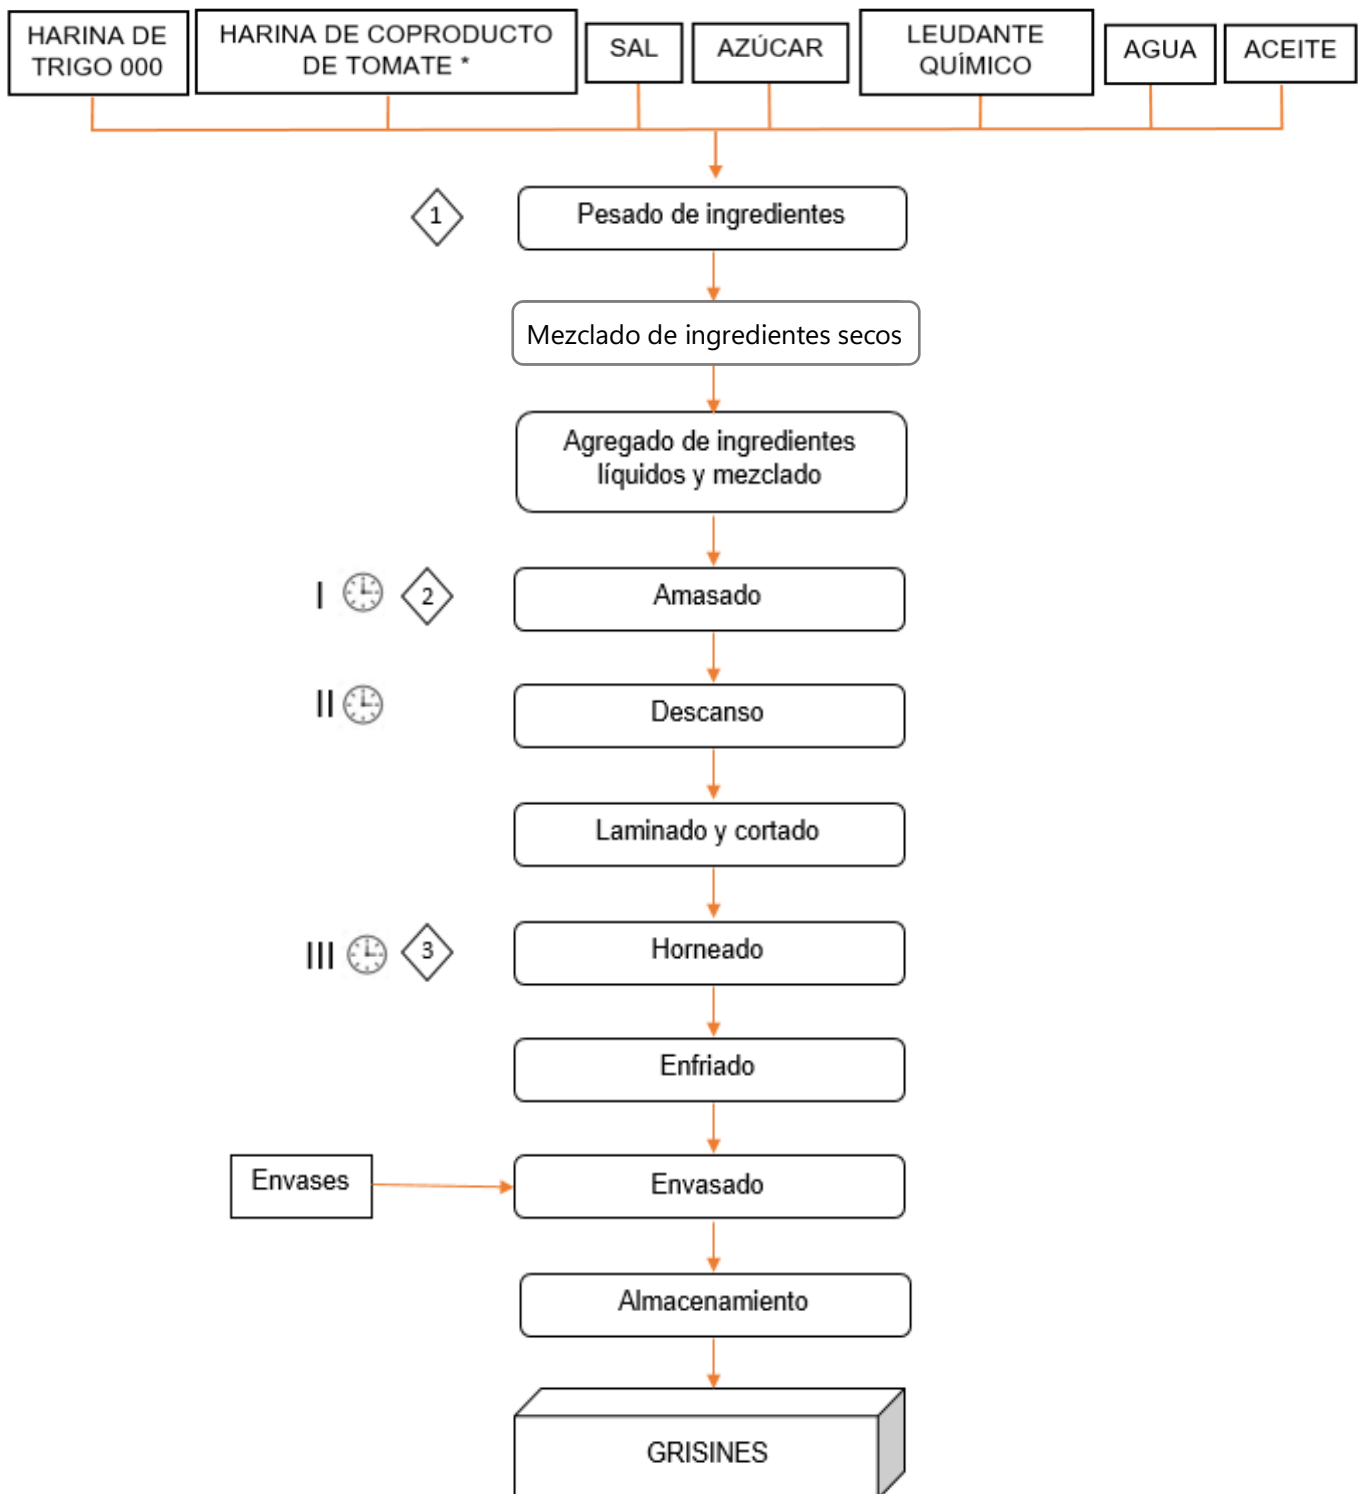 HARINA DE
TRIGO 000
HARINA DE COPRODUCTO
DE TOMATE *
SAL
AZÚCAR
LEUDANTE
QUÍMICO
AGUA
ACEITE
1
Pesado de ingredientes
Mezclado de ingredientes secos
Agregado de ingredientes
líquidos y mezclado
I
2
Amasado
II
Descanso
Laminado y cortado
III
3
Horneado
Enfriado
Envases
Envasado
Almacenamiento
GRISINES